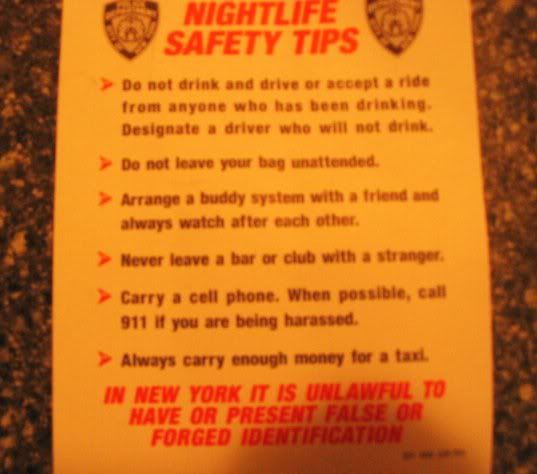 NIGHTLIFE
SAFETY TIPS
Do not drink and drive or accept a ride
from anyone who has been drinking.
Designate a driver who will not drink.
Do not leave your bag unattended.
Arrange a buddy system with a friend and
always watch after each other.
Never leave a bar or club with a stranger.
Carry a cell phone. When possible, call
911 if you are being harassed.
Always carry enough money for a taxi.
IN NEW YORK IT IS UNLAWFUL TO
HAVE OR PRESENT FALSE OR
FORGED IDENTIFICATION